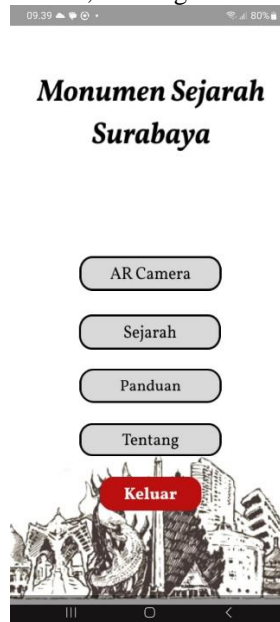 09.39
80%
Monumen Sejarah
Surabaya
AR Camera
Sejarah
Panduan
Tentang
Keluar